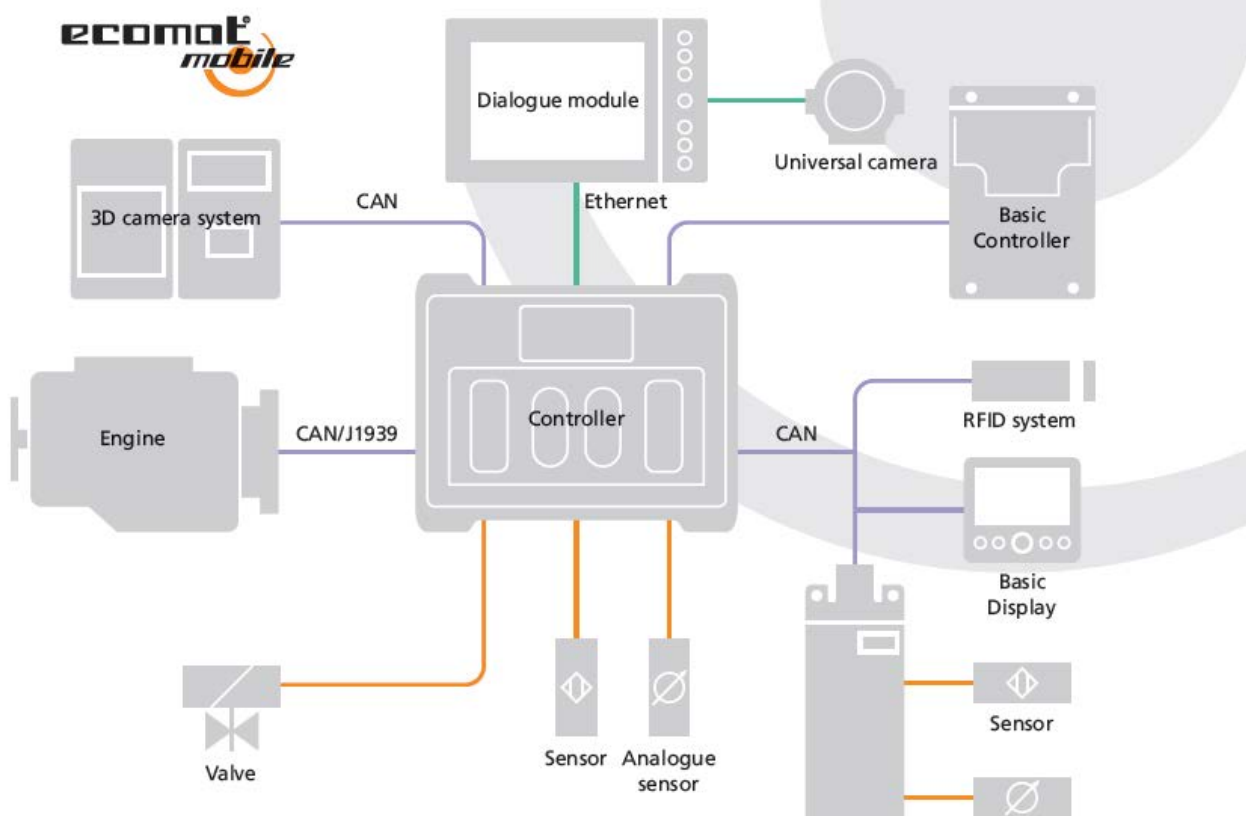 ecomat
mobile
Dialogue module
Universal camera
3D camera system
CAN
Ethernet
Basic
Controller
Engine
CAN/J1939
Controller
CAN
RFID system
Basic
Display
Valve
Sensor
Analogue
sensor
Sensor